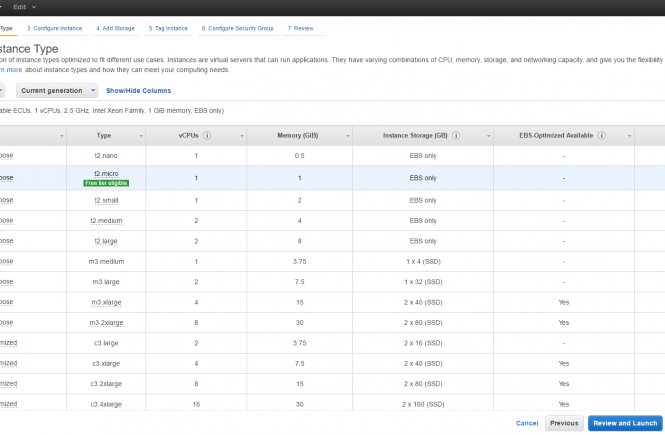 Edit
Type 3. Configure Instance 4. Add Storage 5. Tag Instance 6. Configure Security Group 7. Review
stance Type
on of instance types optimized to fit different use cases. Instances are virtual servers that can run applications. They have varying combinations of CPU, memory, storage, and networking capacity, and give you the flexibility
rn more about instance types and how they can meet your computing needs.
Current generation Show/Hide Columns
able ECUs, 1 vCPUs, 2.5 GHz, Intel Xeon Family, 1 GiB memory, EBS only)
Type vCPUs Memory (GiB) Instance Storage (GB) EBS-Optimized Available
pose t2.nano 1 0.5 EBS only -
pose t2.micro 1 1 EBS only -
Free tier eligible
pose t2.small 1 2 EBS only -
pose t2.medium 2 4 EBS only -
pose t2.large 2 8 EBS only -
pose m3.medium 1 3.75 1 x 4 (SSD) -
pose m3.large 2 7.5 1 x 32 (SSD) -
pose m3.xlarge 4 15 2 x 40 (SSD) Yes
pose m3.2xlarge 8 30 2 x 80 (SSD) Yes
mized c3.large 2 3.75 2 x 16 (SSD) -
mized c3.xlarge 4 7.5 2 x 40 (SSD) Yes
mized c3.2xlarge 8 15 2 x 80 (SSD) Yes
mized c3.4xlarge 16 30 2 x 160 (SSD) Yes
Cancel Previous Review and Launch